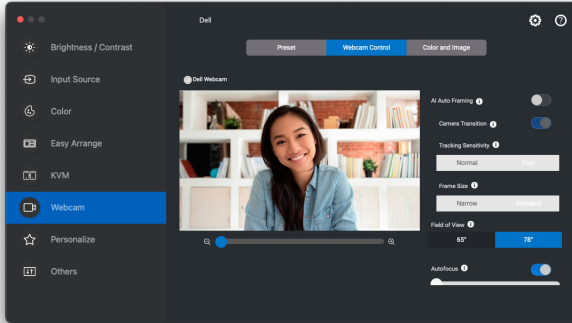 Dell
Brightness / Contrast
Input Source
Color
Easy Arrange
KVM
Webcam
Personalize
Others
Preset
Webcam Control
Color and Image
Dell Webcam
AI Auto Framing
Camera Transition
Tracking Sensitivity
Normal Fast
Frame Size
Narrow Standard
Field of View
65° 78°
Autofocus